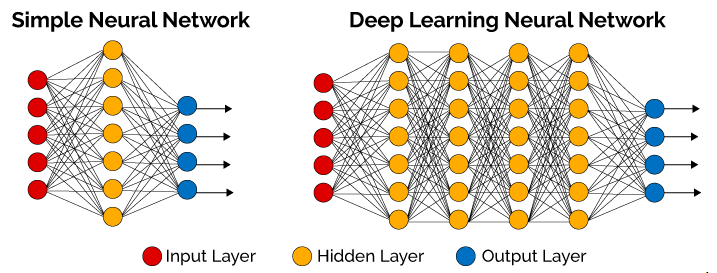 Simple Neural Network
Deep Learning Neural Network
Input Layer
Hidden Layer
Output Layer